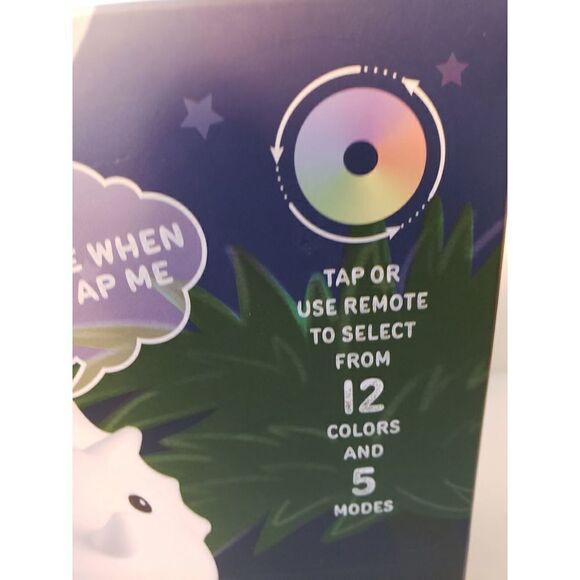 E WHEN
AP ME
TAP OR
USE REMOTE
TO SELECT
FROM
12
COLORS
AND
5
MODES